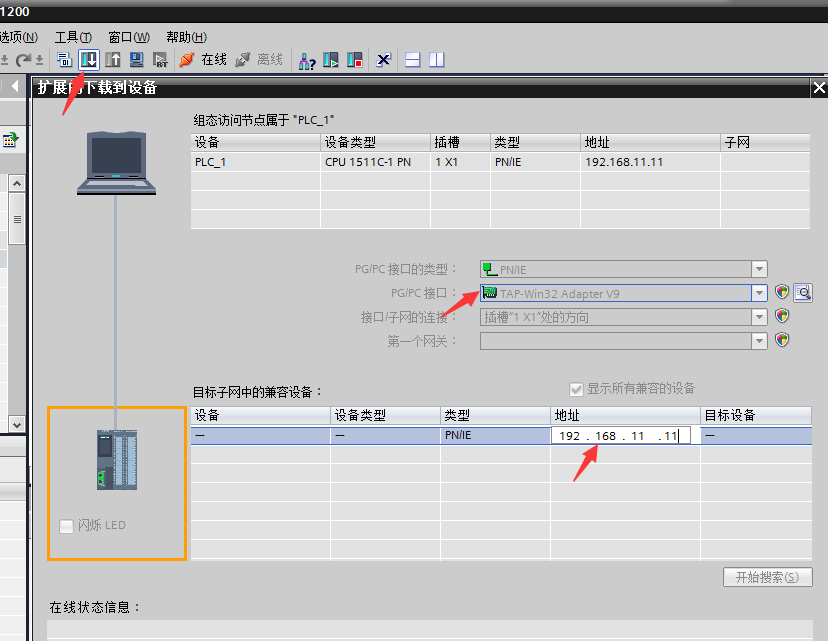 1200
选项(N) 工具(T) 窗口(W) 帮助(H)
在线 离线
扩展的下载到设备
组态访问节点属于 "PLC_1"
设备 设备类型 插槽 类型 地址 子网
PLC_1 CPU 1511C-1 PN 1 X1 PN/IE 192.168.11.11
PG/PC 接口的类型： PN/IE
PG/PC 接口： TAP-Win32 Adapter V9
接口/子网的连接： 插槽"1 X1"处的方向
第一个网关：
目标子网中的兼容设备： 显示所有兼容的设备
设备 设备类型 类型 地址 目标设备
— — PN/IE 192 . 168 . 11 . 11 —
闪烁 LED
开始搜索(S)
在线状态信息：